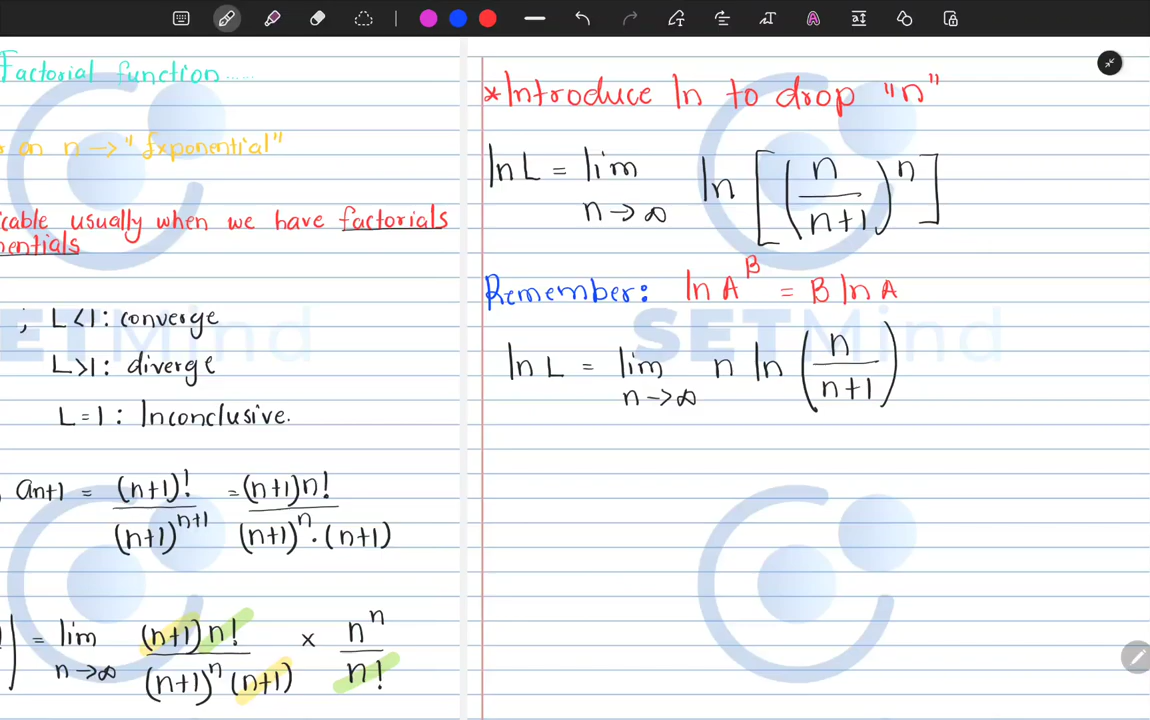 Factorial function.....
r on n → "Exponential"
icable usually when we have factorials
nentials
; L<1: converge
L>1: diverge
L=1: Inconclusive.
an+1 = (n+1)! / (n+1)^(n+1) = (n+1)n! / (n+1)^n · (n+1)
= lim n→∞ (n+1)n! / (n+1)^n (n+1) × n^n / n!
*Introduce ln to drop "n"
ln L = lim n→∞ ln [(n / n+1)^n]
Remember: ln A^B = B ln A
ln L = lim n→∞ n ln (n / n+1)
SETMind
SETMind